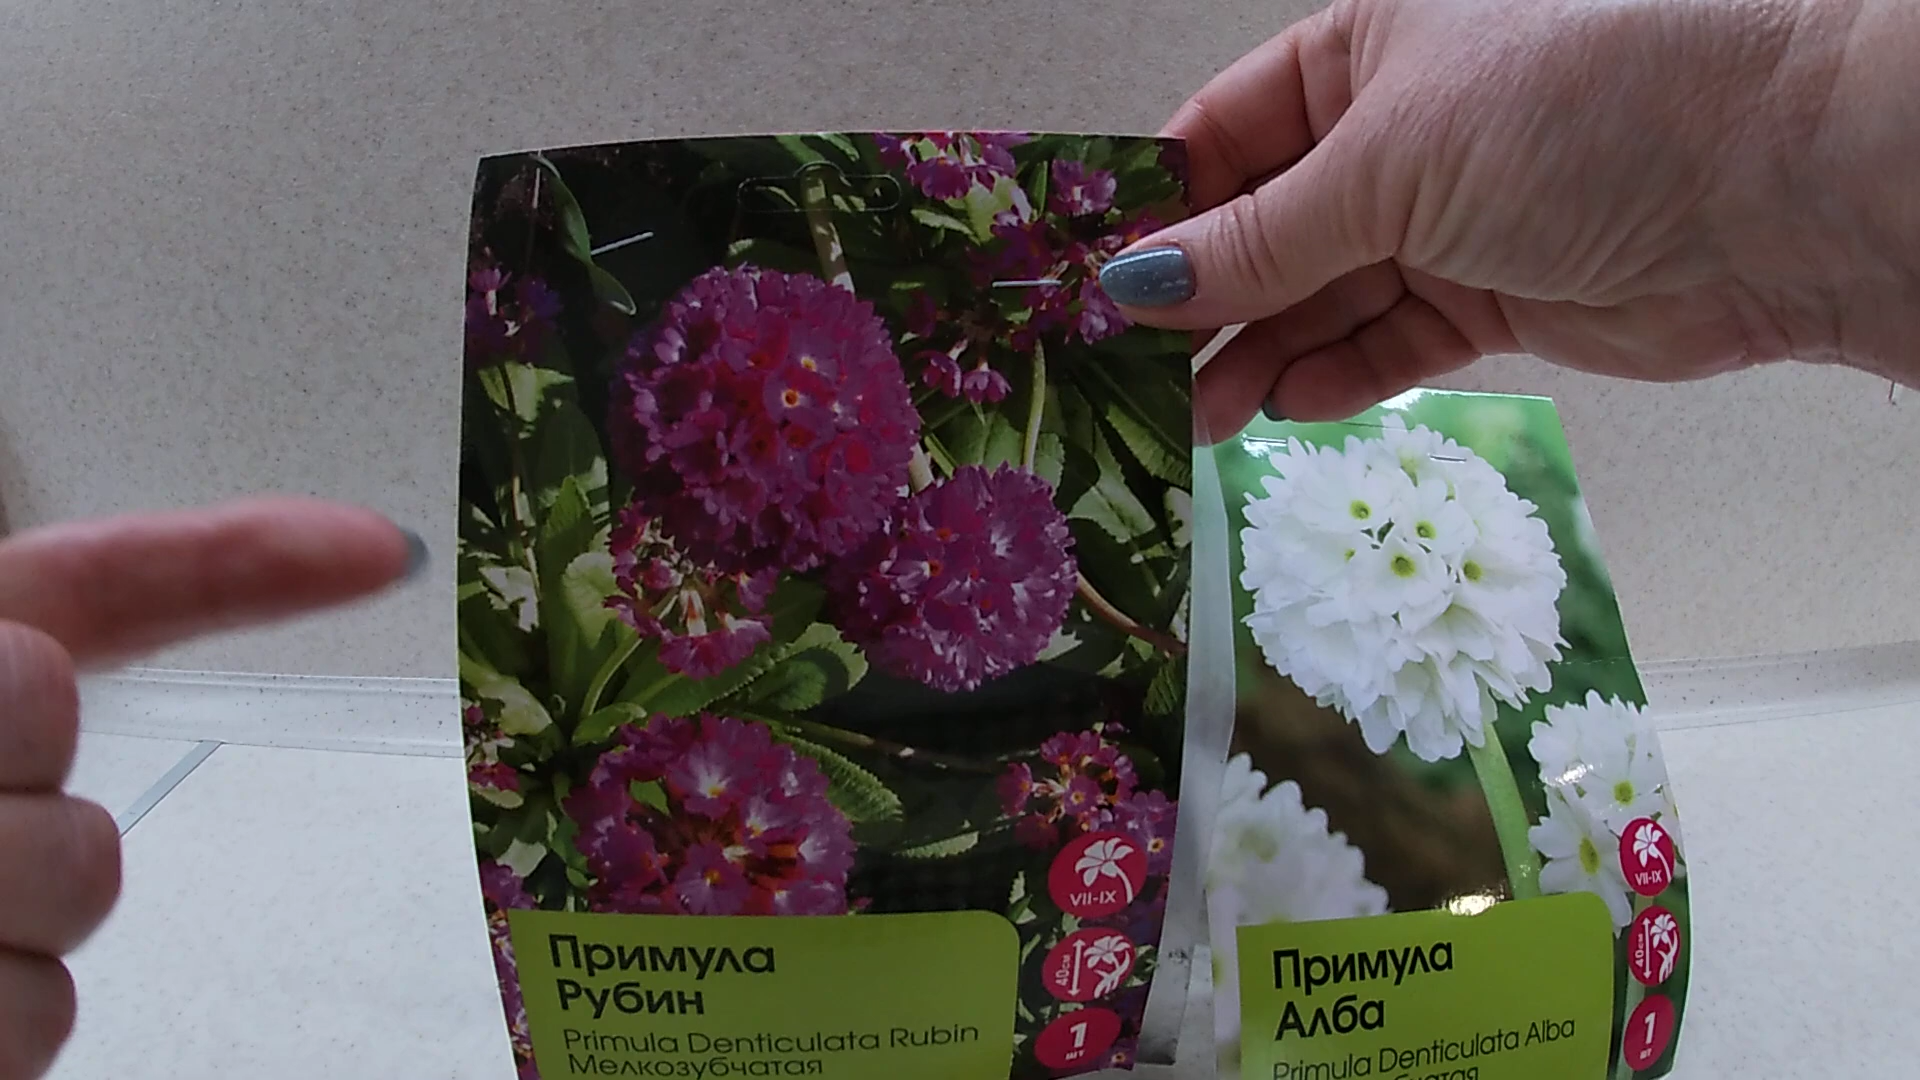 VII-IX
40см
1
шт
Примула
Рубин
Primula Denticulata Rubin
Мелкозубчатая
VII-IX
40см
1
шт
Примула
Алба
Primula Denticulata Alba